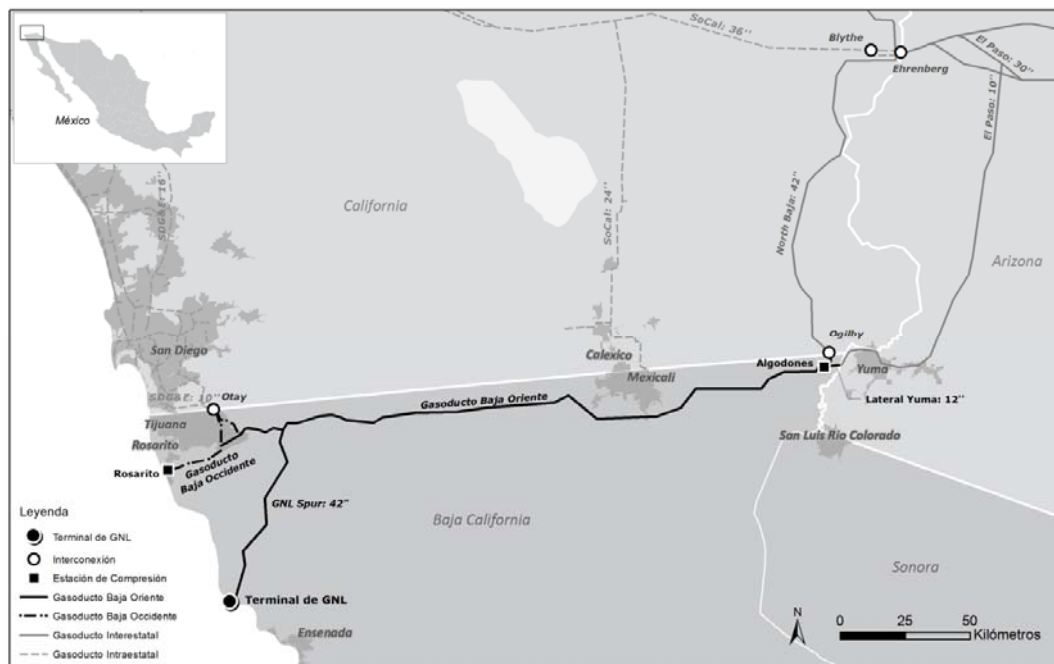 México
SoCal: 36"
Blythe
Ehrenberg
El Paso: 30"
El Paso: 10"
SDG&E: 16"
California
SoCal: 24"
North Baja: 42"
Arizona
San Diego
Calexico
Mexicali
Ogilby
Algodones
Yuma
Lateral Yuma: 12"
SDG&E: 10"
Otay
Gasoducto Baja Oriente
Tijuana
Rosarito
Rosarito
Gasoducto
Baja Occidente
San Luis Rio Colorado
GNL Spur: 42"
Baja California
Sonora
Terminal de GNL
Ensenada
Leyenda
Terminal de GNL
Interconexión
Estación de Compresión
Gasoducto Baja Oriente
Gasoducto Baja Occidente
Gasoducto Interestatal
Gasoducto Intraestatal
N
0 25 50
Kilómetros